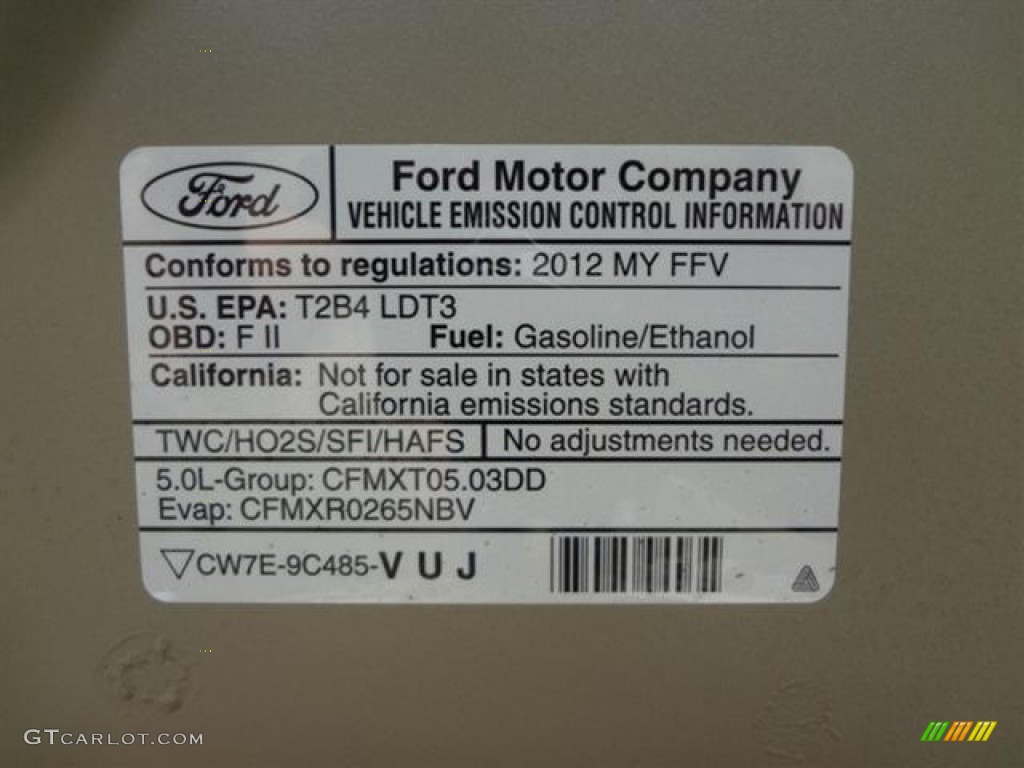 Ford
Ford Motor Company
VEHICLE EMISSION CONTROL INFORMATION
Conforms to regulations: 2012 MY FFV
U.S. EPA: T2B4 LDT3
OBD: F II Fuel: Gasoline/Ethanol
California: Not for sale in states with
California emissions standards.
TWC/HO2S/SFI/HAFS No adjustments needed.
5.0L-Group: CFMXT05.03DD
Evap: CFMXR0265NBV
CW7E-9C485-V U J
GTCARLOT.COM